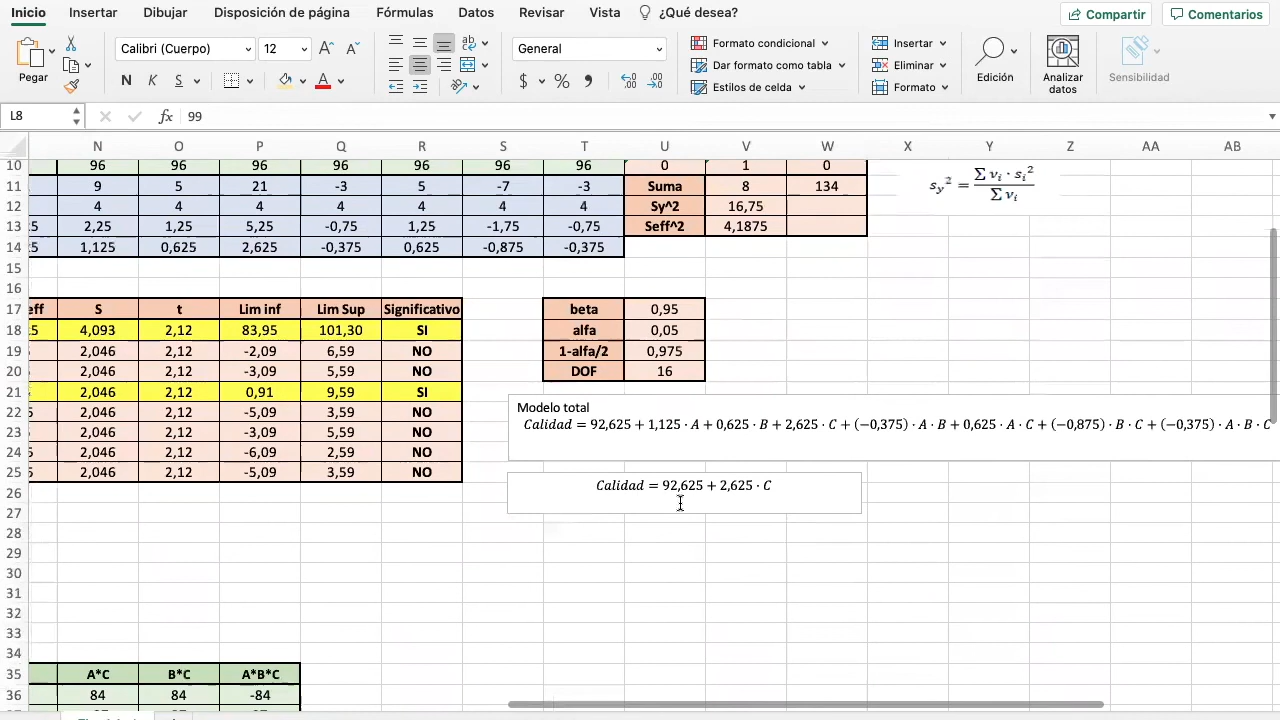 Inicio Insertar Dibujar Disposición de página Fórmulas Datos Revisar Vista ¿Qué desea? Compartir Comentarios
Pegar Calibri (Cuerpo) 12 General Formato condicional Insertar
Dar formato como tabla Eliminar Edición Analizar datos Sensibilidad
N K S Estilos de celda Formato
L8 fx 99
N O P Q R S T U V W X Y Z AA AB
10 96 96 96 96 96 96 96 0 1 0
11 9 5 21 -3 5 -7 -3 Suma 8 134
12 4 4 4 4 4 4 4 Sy^2 16,75
13 2,25 1,25 5,25 -0,75 1,25 -1,75 -0,75 Seff^2 4,1875
14 1,125 0,625 2,625 -0,375 0,625 -0,875 -0,375
s_y^2 = ∑ ν_i · s_i^2 / ∑ ν_i
15
16
17 eff S t Lim inf Lim Sup Significativo beta 0,95
18 4,093 2,12 83,95 101,30 SI alfa 0,05
19 2,046 2,12 -2,09 6,59 NO 1-alfa/2 0,975
20 2,046 2,12 -3,09 5,59 NO DOF 16
21 2,046 2,12 0,91 9,59 SI
22 2,046 2,12 -5,09 3,59 NO
23 2,046 2,12 -3,09 5,59 NO
24 2,046 2,12 -6,09 2,59 NO
25 2,046 2,12 -5,09 3,59 NO
Modelo total
Calidad = 92,625 + 1,125 · A + 0,625 · B + 2,625 · C + (−0,375) · A · B + 0,625 · A · C + (−0,875) · B · C + (−0,375) · A · B · C
Calidad = 92,625 + 2,625 · C
26
27
28
29
30
31
32
33
34
35 A*C B*C A*B*C
36 84 84 -84